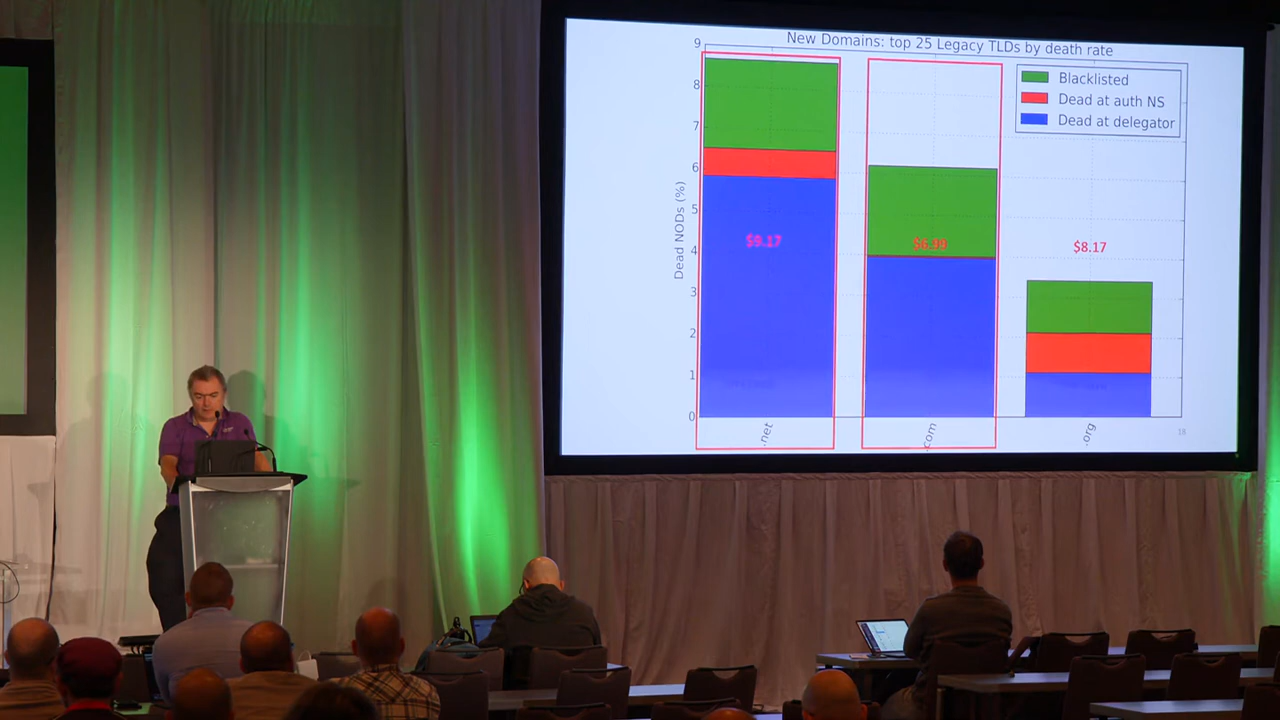 New Domains: top 25 Legacy TLDs by death rate
Blacklisted
Dead at auth NS
Dead at delegator
Dead NODs (%)
9
8
7
6
5
4
3
2
1
0
$9.17
$6.99
$8.17
.net
.com
.org
18